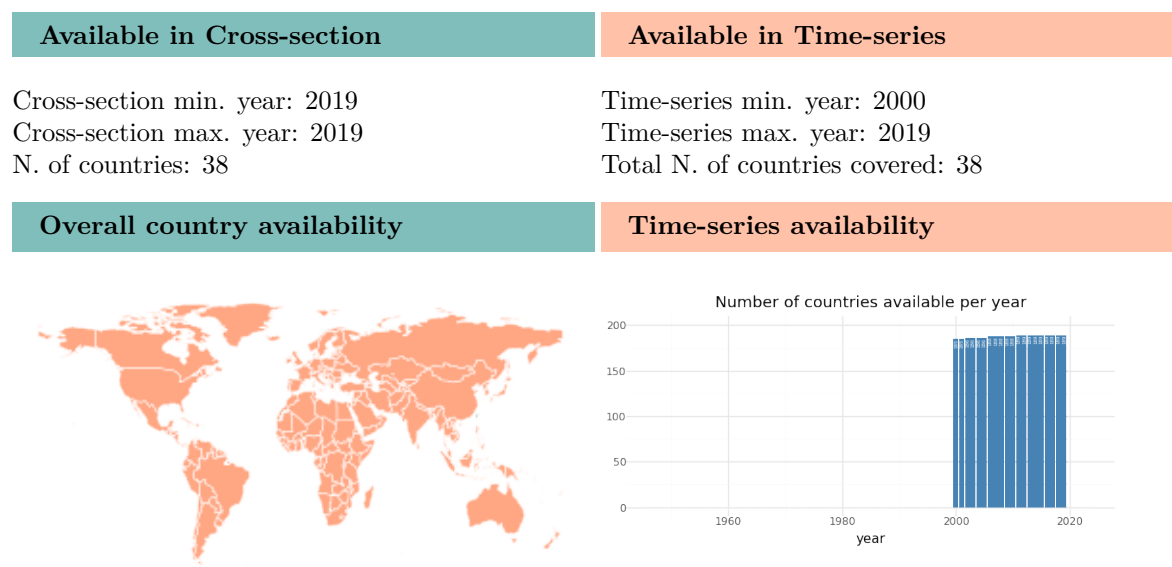 Available in Cross-section
Available in Time-series
Cross-section min. year: 2019
Cross-section max. year: 2019
N. of countries: 38
Time-series min. year: 2000
Time-series max. year: 2019
Total N. of countries covered: 38
Overall country availability
Time-series availability
Number of countries available per year
200
150
100
50
0
1960
1980
2000
2020
year